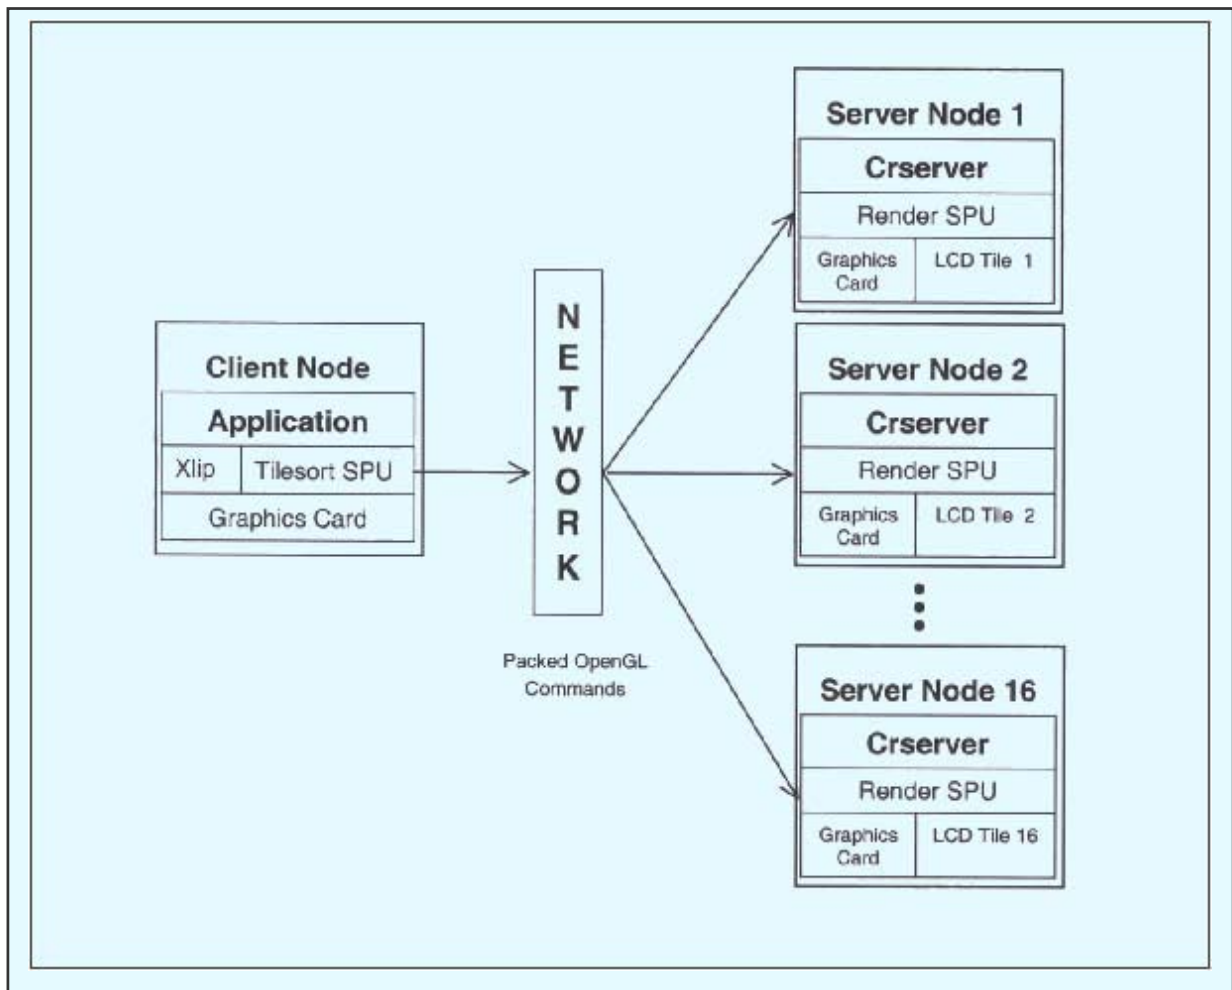 Client Node
Application
Xlip
Tilesort SPU
Graphics Card
NETWORK
Packed OpenGL
Commands
Server Node 1
Crserver
Render SPU
Graphics
Card
LCD Tile 1
Server Node 2
Crserver
Render SPU
Graphics
Card
LCD Tile 2
Server Node 16
Crserver
Render SPU
Graphics
Card
LCD Tile 16